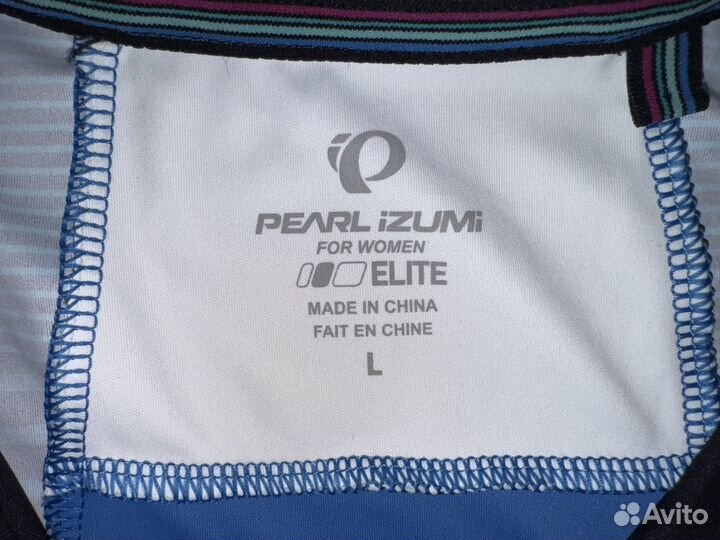 PEARL iZUMi
FOR WOMEN
ELITE
MADE IN CHINA
FAIT EN CHINE
L
Avito